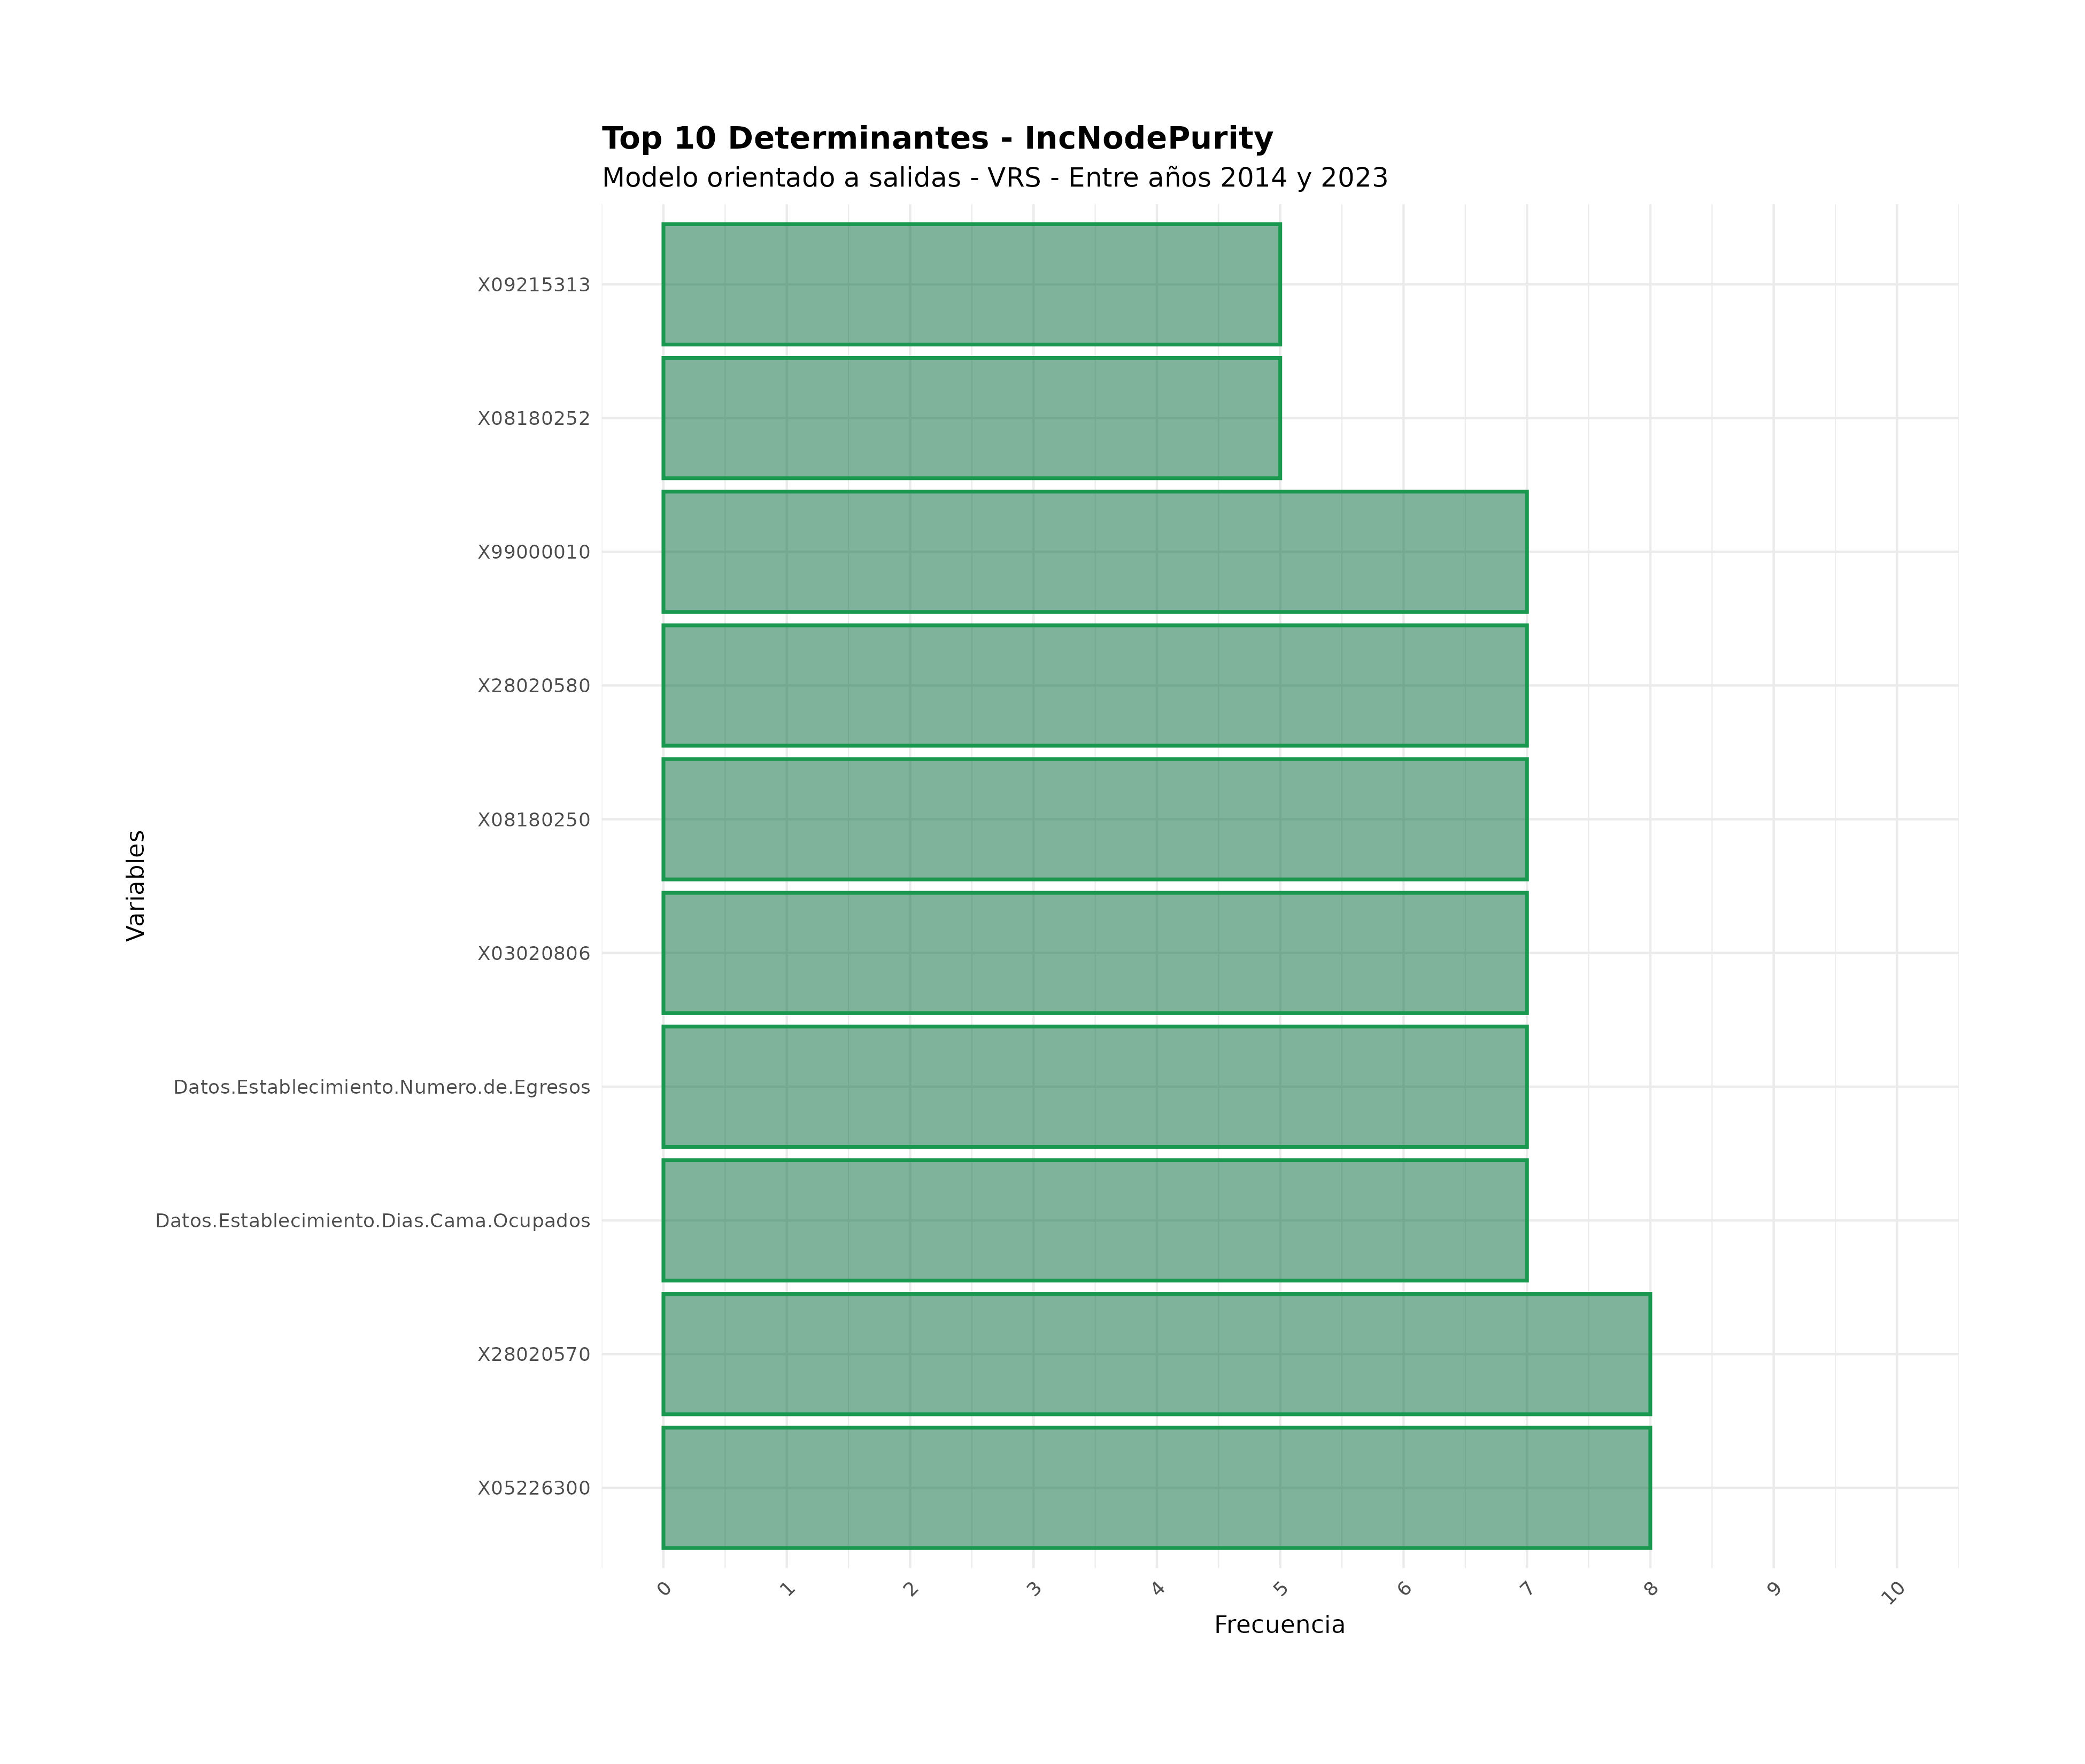 Top 10 Determinantes - IncNodePurity
Modelo orientado a salidas - VRS - Entre años 2014 y 2023
Variables
X09215313
X08180252
X99000010
X28020580
X08180250
X03020806
Datos.Establecimiento.Numero.de.Egresos
Datos.Establecimiento.Dias.Cama.Ocupados
X28020570
X05226300
0 1 2 3 4 5 6 7 8 9 10
Frecuencia